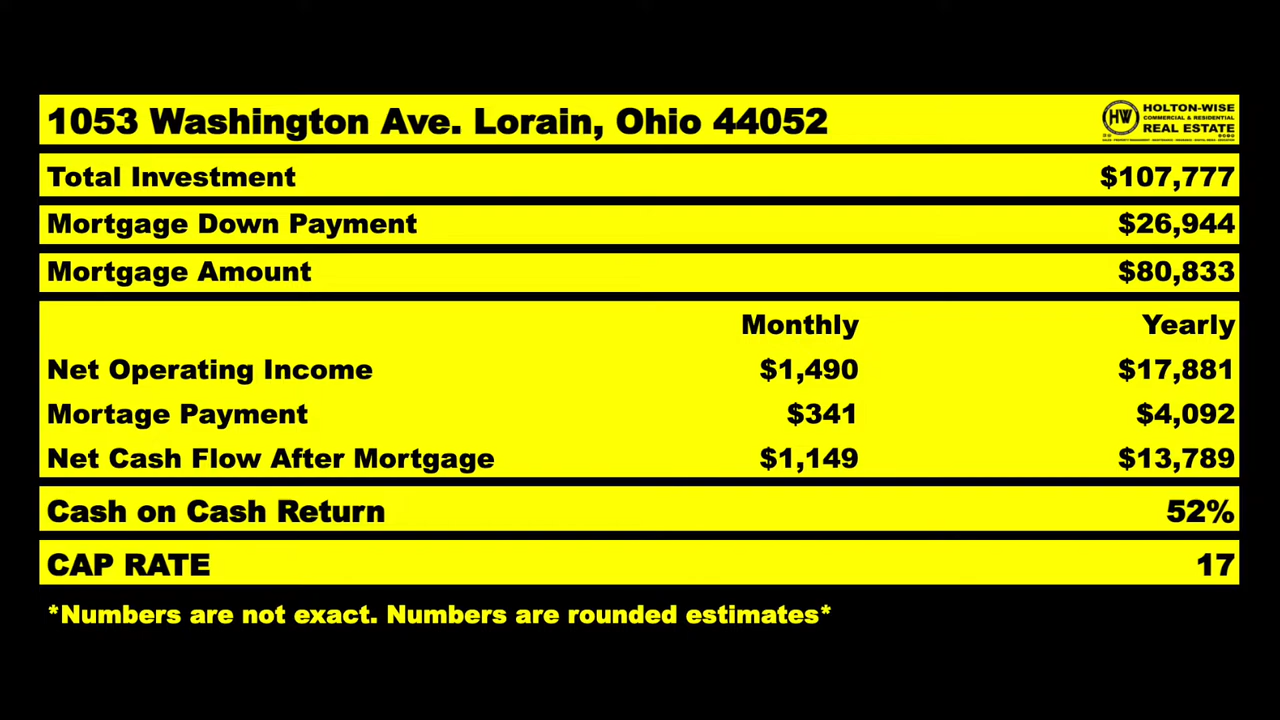 1053 Washington Ave. Lorain, Ohio 44052
HW
HOLTON-WISE
COMMERCIAL & RESIDENTIAL
REAL ESTATE
Total Investment $107,777
Mortgage Down Payment $26,944
Mortgage Amount $80,833
Monthly Yearly
Net Operating Income $1,490 $17,881
Mortage Payment $341 $4,092
Net Cash Flow After Mortgage $1,149 $13,789
Cash on Cash Return 52%
CAP RATE 17
*Numbers are not exact. Numbers are rounded estimates*